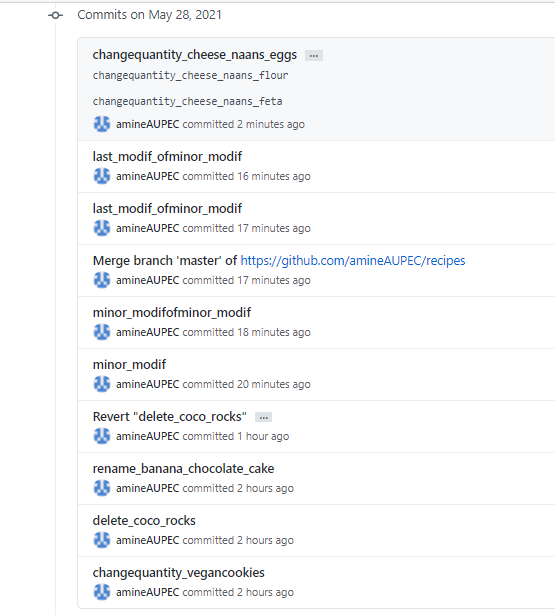 Commits on May 28, 2021
changequantity_cheese_naans_eggs ...
changequantity_cheese_naans_flour
changequantity_cheese_naans_feta
amineAUPEC committed 2 minutes ago
last_modif_ofminor_modif
amineAUPEC committed 16 minutes ago
last_modif_ofminor_modif
amineAUPEC committed 17 minutes ago
Merge branch 'master' of https://github.com/amineAUPEC/recipes
amineAUPEC committed 17 minutes ago
minor_modifofminor_modif
amineAUPEC committed 18 minutes ago
minor_modif
amineAUPEC committed 20 minutes ago
Revert "delete_coco_rocks" ...
amineAUPEC committed 1 hour ago
rename_banana_chocolate_cake
amineAUPEC committed 2 hours ago
delete_coco_rocks
amineAUPEC committed 2 hours ago
changequantity_vegancookies
amineAUPEC committed 2 hours ago